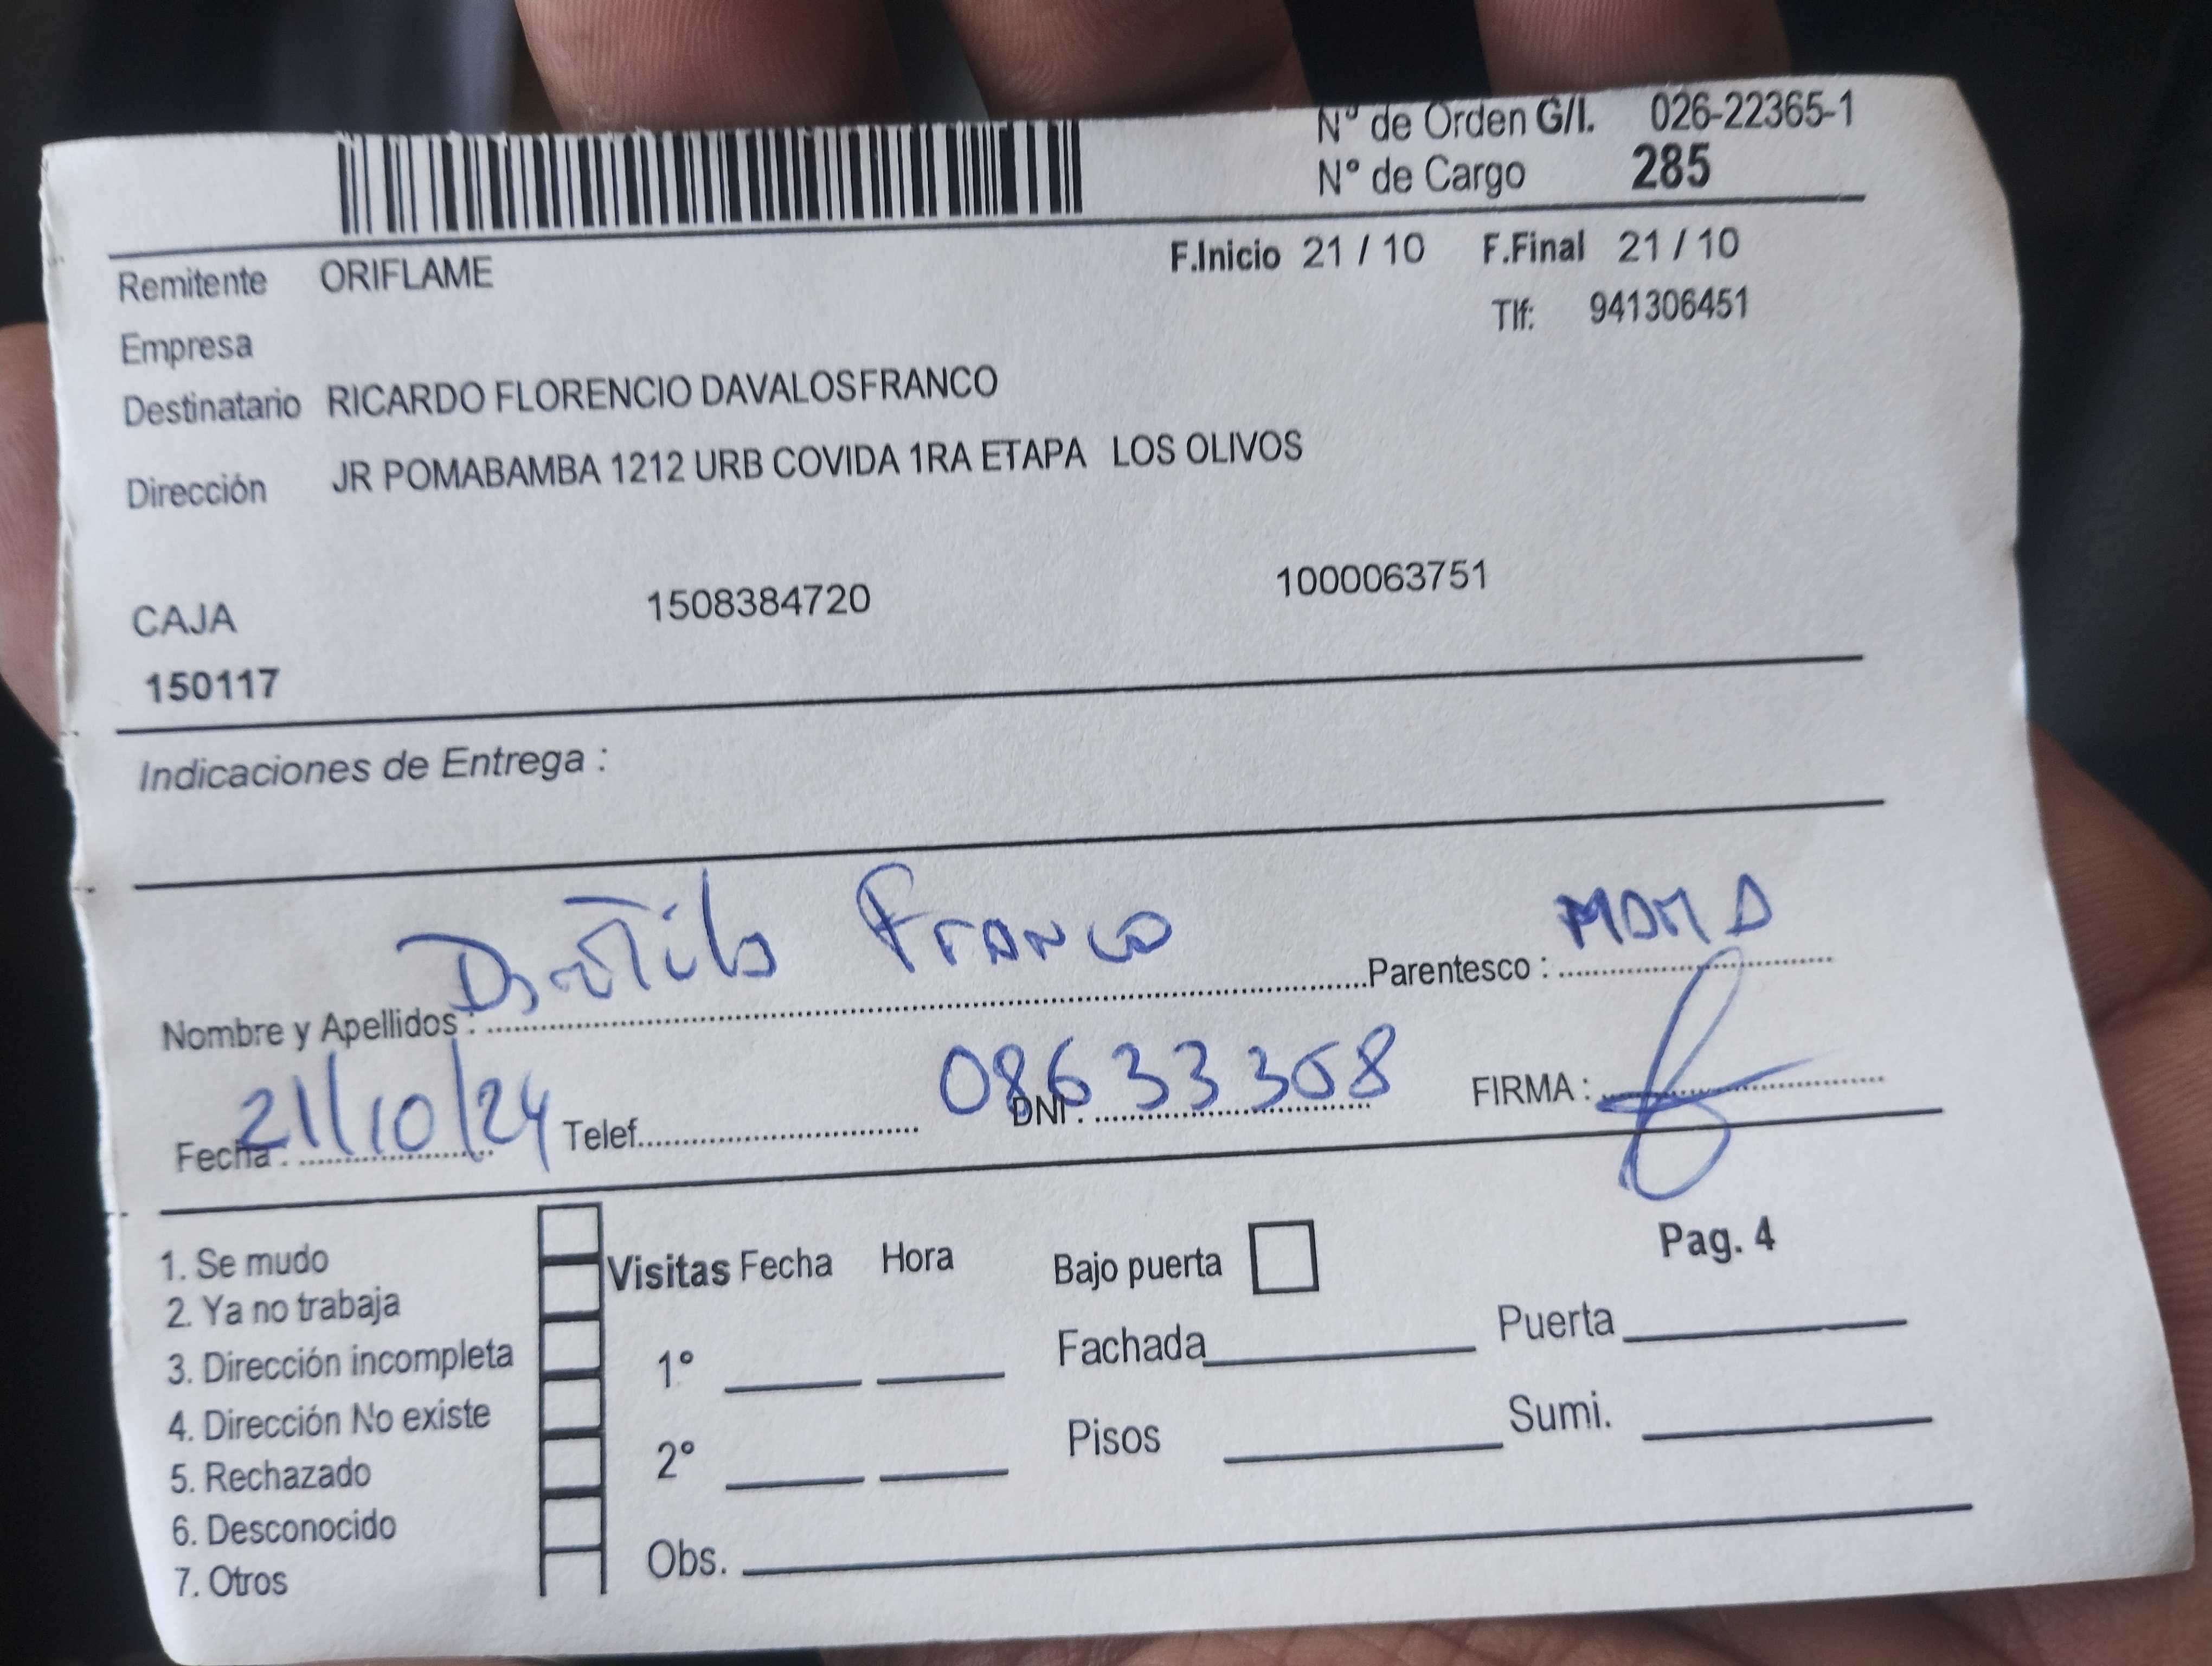 Nº de Orden G/I. 026-22365-1
N° de Cargo 285
Remitente ORIFLAME F.Inicio 21 / 10 F.Final 21 / 10
Empresa Tlf: 941306451
Destinatario RICARDO FLORENCIO DAVALOSFRANCO
Dirección JR POMABAMBA 1212 URB COVIDA 1RA ETAPA LOS OLIVOS
CAJA 1508384720 1000063751
150117
Indicaciones de Entrega :
Nombre y Apellidos : Franco Parentesco : MAMA
Fecha : 21/10/24 Telef. DNI : 08633308 FIRMA :
1. Se mudo
2. Ya no trabaja
3. Dirección incompleta
4. Dirección No existe
5. Rechazado
6. Desconocido
7. Otros
Visitas Fecha Hora
1°
2°
Obs.
Bajo puerta Pag. 4
Fachada Puerta
Pisos Sumi.